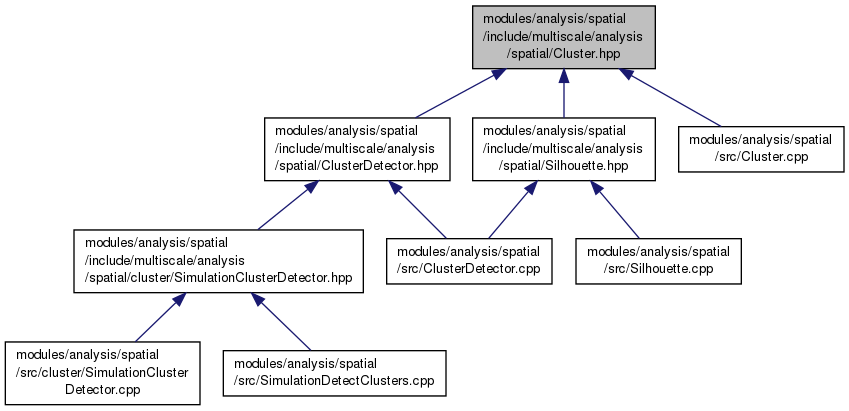 modules/analysis/spatial
/include/multiscale/analysis
/spatial/Cluster.hpp
modules/analysis/spatial
/include/multiscale/analysis
/spatial/ClusterDetector.hpp
modules/analysis/spatial
/include/multiscale/analysis
/spatial/Silhouette.hpp
modules/analysis/spatial
/src/Cluster.cpp
modules/analysis/spatial
/include/multiscale/analysis
/spatial/cluster/SimulationClusterDetector.hpp
modules/analysis/spatial
/src/ClusterDetector.cpp
modules/analysis/spatial
/src/Silhouette.cpp
modules/analysis/spatial
/src/cluster/SimulationCluster
Detector.cpp
modules/analysis/spatial
/src/SimulationDetectClusters.cpp